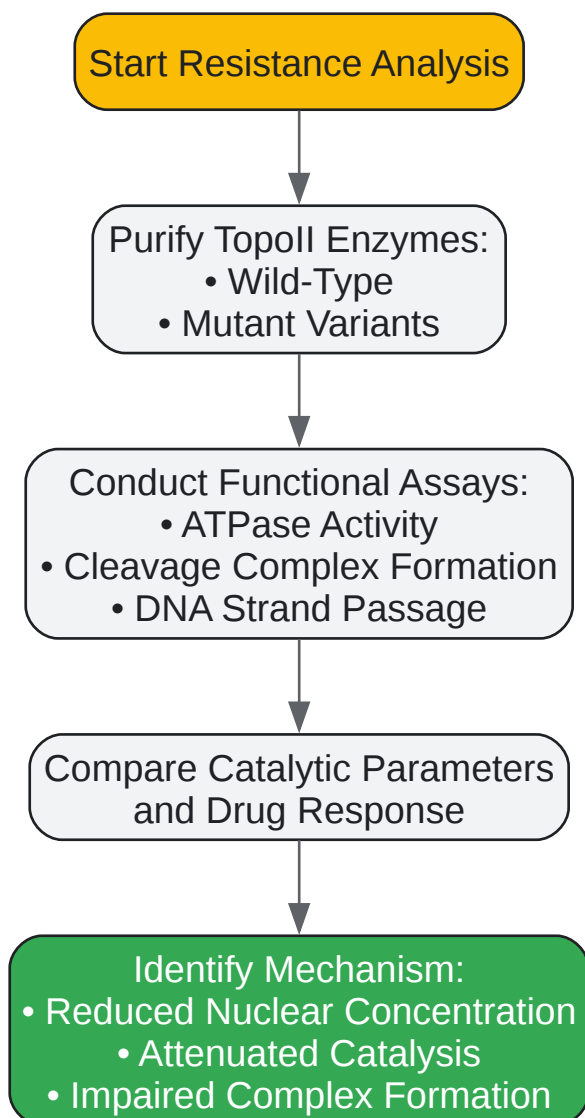 Start Resistance Analysis
Purify TopoII Enzymes:
• Wild-Type
• Mutant Variants
Conduct Functional Assays:
• ATPase Activity
• Cleavage Complex Formation
• DNA Strand Passage
Compare Catalytic Parameters
and Drug Response
Identify Mechanism:
• Reduced Nuclear Concentration
• Attenuated Catalysis
• Impaired Complex Formation